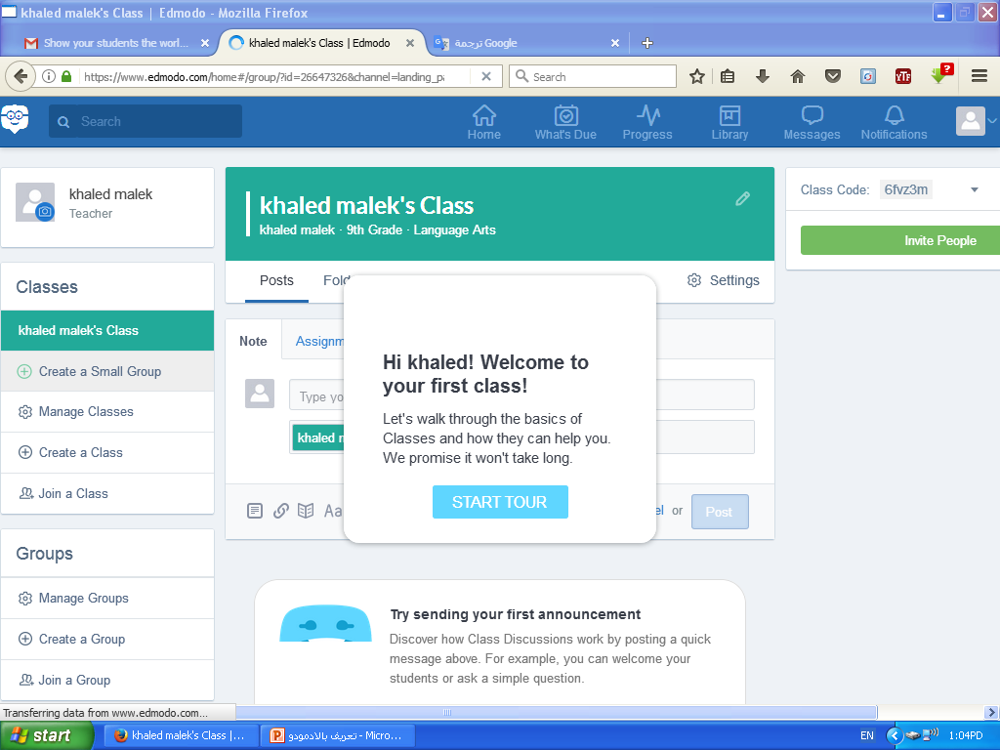 khaled malek's Class | Edmodo - Mozilla Firefox
Show your students the worl...
khaled malek's Class | Edmodo
ترجمة Google
https://www.edmodo.com/home#/group/?id=26647326&channel=landing_pa
Search
YTF
?
Search
Home
What's Due
Progress
Library
Messages
Notifications
khaled malek
Teacher
khaled malek's Class
khaled malek · 9th Grade · Language Arts
Class Code: 6fvz3m
Invite People
Posts
Fold
Settings
Classes
khaled malek's Class
Create a Small Group
Manage Classes
Create a Class
Join a Class
Note
Assignm
Type yo
khaled m
Aa
el or
Post
Hi khaled! Welcome to
your first class!
Let's walk through the basics of
Classes and how they can help you.
We promise it won't take long.
START TOUR
Groups
Manage Groups
Create a Group
Join a Group
Try sending your first announcement
Discover how Class Discussions work by posting a quick
message above. For example, you can welcome your
students or ask a simple question.
Transferring data from www.edmodo.com...
start
khaled malek's Class |...
تعريف بالادمودو - Micro...
EN
1:04PD